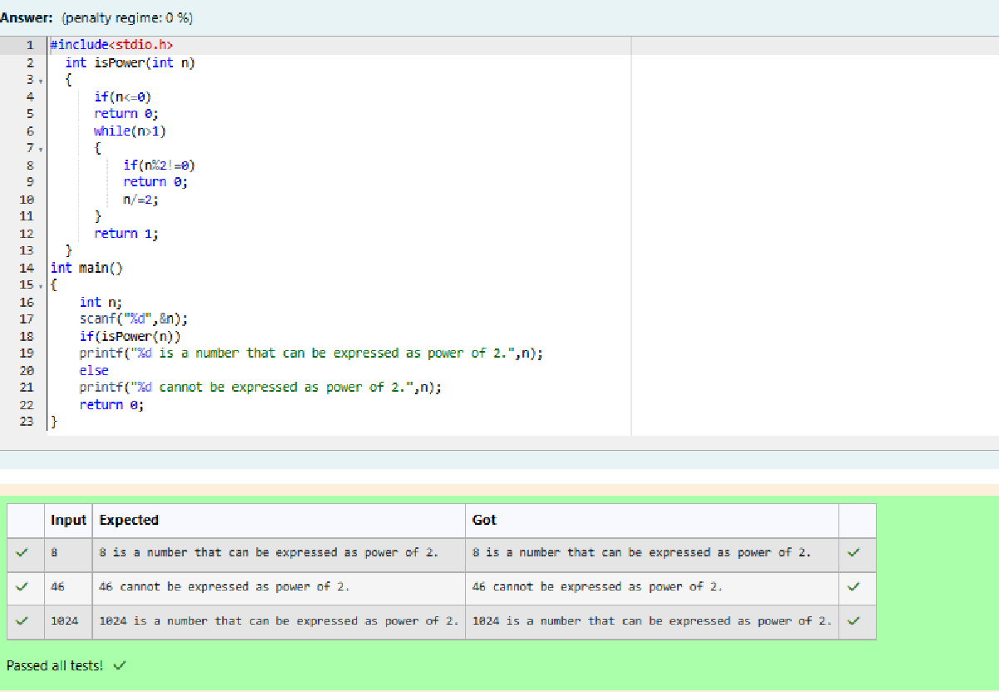 Answer: (penalty regime: 0 %)
1 #include<stdio.h>
2 int isPower(int n)
3 {
4 if(n<=0)
5 return 0;
6 while(n>1)
7 {
8 if(n%2!=0)
9 return 0;
10 n/=2;
11 }
12 return 1;
13 }
14 int main()
15 {
16 int n;
17 scanf("%d",&n);
18 if(isPower(n))
19 printf("%d is a number that can be expressed as power of 2.",n);
20 else
21 printf("%d cannot be expressed as power of 2.",n);
22 return 0;
23 }
Input Expected Got
8 8 is a number that can be expressed as power of 2. 8 is a number that can be expressed as power of 2.
46 46 cannot be expressed as power of 2. 46 cannot be expressed as power of 2.
1024 1024 is a number that can be expressed as power of 2. 1024 is a number that can be expressed as power of 2.
Passed all tests!